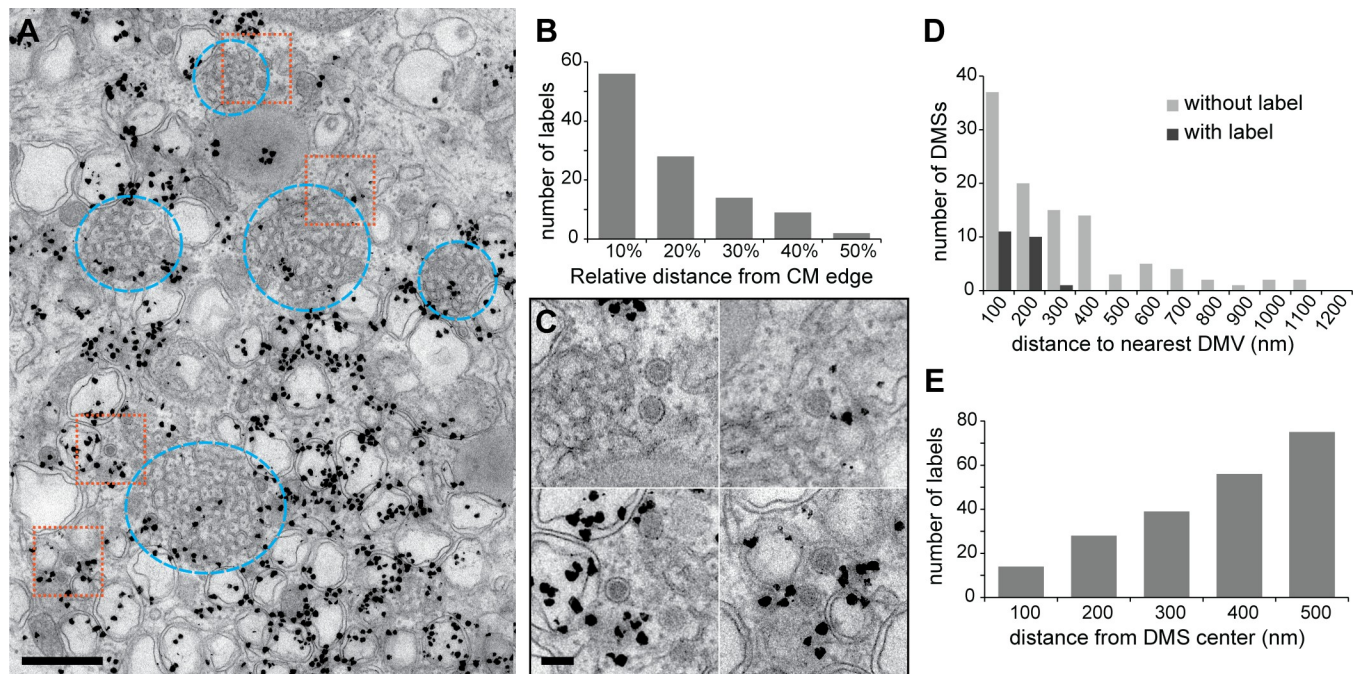 A
B
60
40
20
0
number of labels
10% 20% 30% 40% 50%
Relative distance from CM edge
C
D
40
30
20
10
0
number of DMSs
without label
with label
100 200 300 400 500 600 700 800 900 1000 1100 1200
distance to nearest DMV (nm)
E
80
60
40
20
0
number of labels
100 200 300 400 500
distance from DMS center (nm)